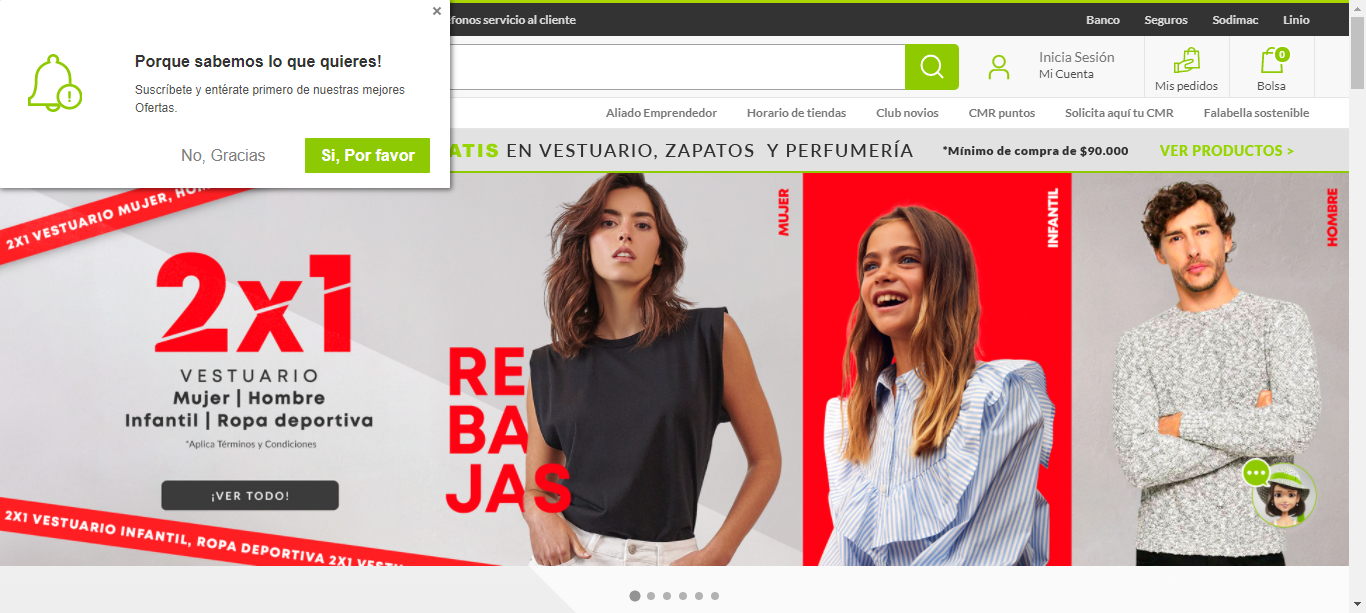 éfonos servicio al cliente
Banco Seguros Sodimac Linio
Porque sabemos lo que quieres!
Suscríbete y entérate primero de nuestras mejores
Ofertas.
No, Gracias Si, Por favor
Inicia Sesión
Mi Cuenta
Mis pedidos
0
Bolsa
Aliado Emprendedor Horario de tiendas Club novios CMR puntos Solicita aquí tu CMR Falabella sostenible
ATIS EN VESTUARIO, ZAPATOS Y PERFUMERÍA *Mínimo de compra de $90.000 VER PRODUCTOS >
2X1 VESTUARIO MUJER, HOM
2x1
VESTUARIO
Mujer | Hombre
Infantil | Ropa deportiva
*Aplica Términos y Condiciones
¡VER TODO!
2X1 VESTUARIO INFANTIL, ROPA DEPORTIVA 2X1 VESTU
RE
BA
JAS
MUJER
INFANTIL
HOMBRE